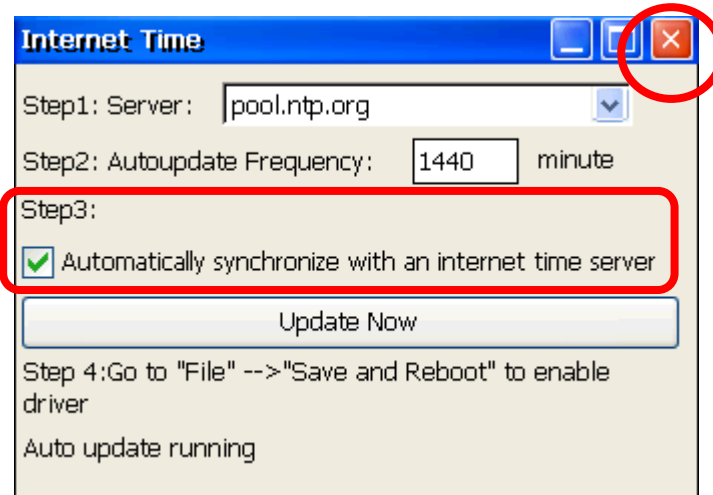 Internet Time
Step1: Server: pool.ntp.org
Step2: Autoupdate Frequency: 1440 minute
Step3:
Automatically synchronize with an internet time server
Update Now
Step 4:Go to "File" -->"Save and Reboot" to enable
driver
Auto update running